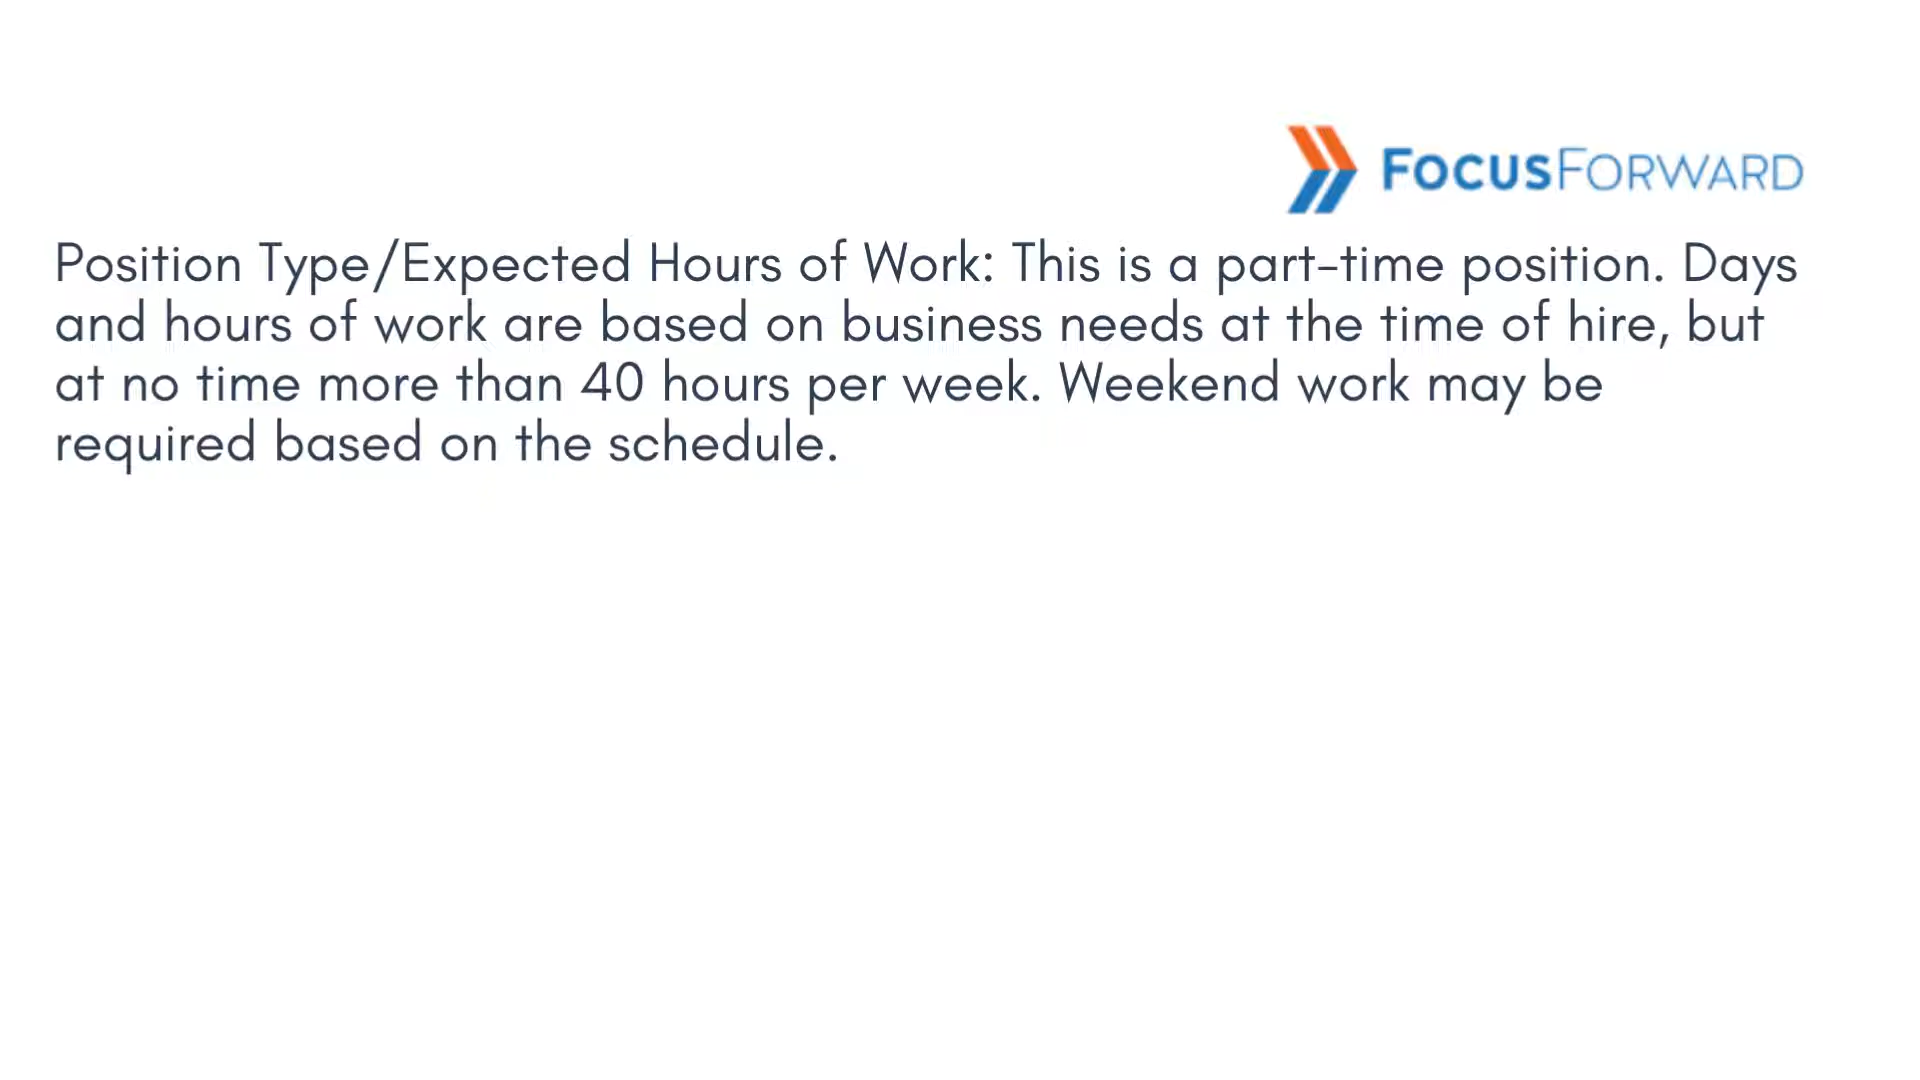 FOCUSFORWARD
Position Type/Expected Hours of Work: This is a part-time position. Days
and hours of work are based on business needs at the time of hire, but
at no time more than 40 hours per week. Weekend work may be
required based on the schedule.